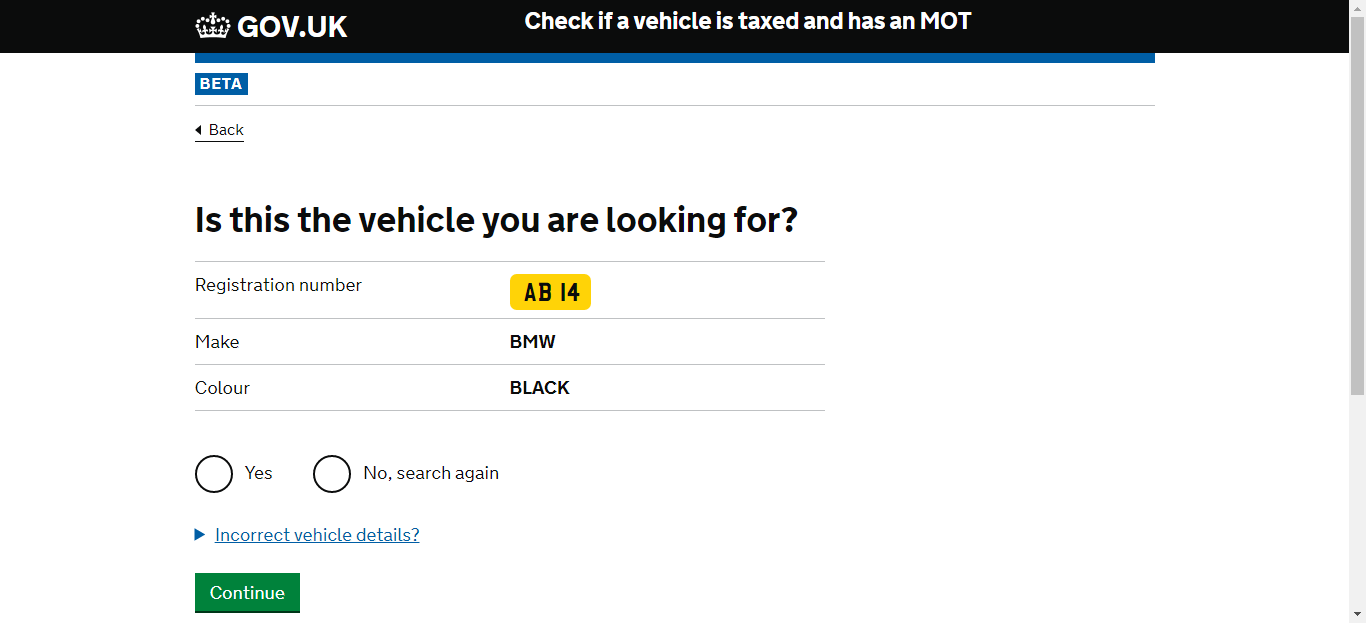 GOV.UK Check if a vehicle is taxed and has an MOT
BETA
Back
Is this the vehicle you are looking for?
Registration number AB 14
Make BMW
Colour BLACK
Yes No, search again
Incorrect vehicle details?
Continue